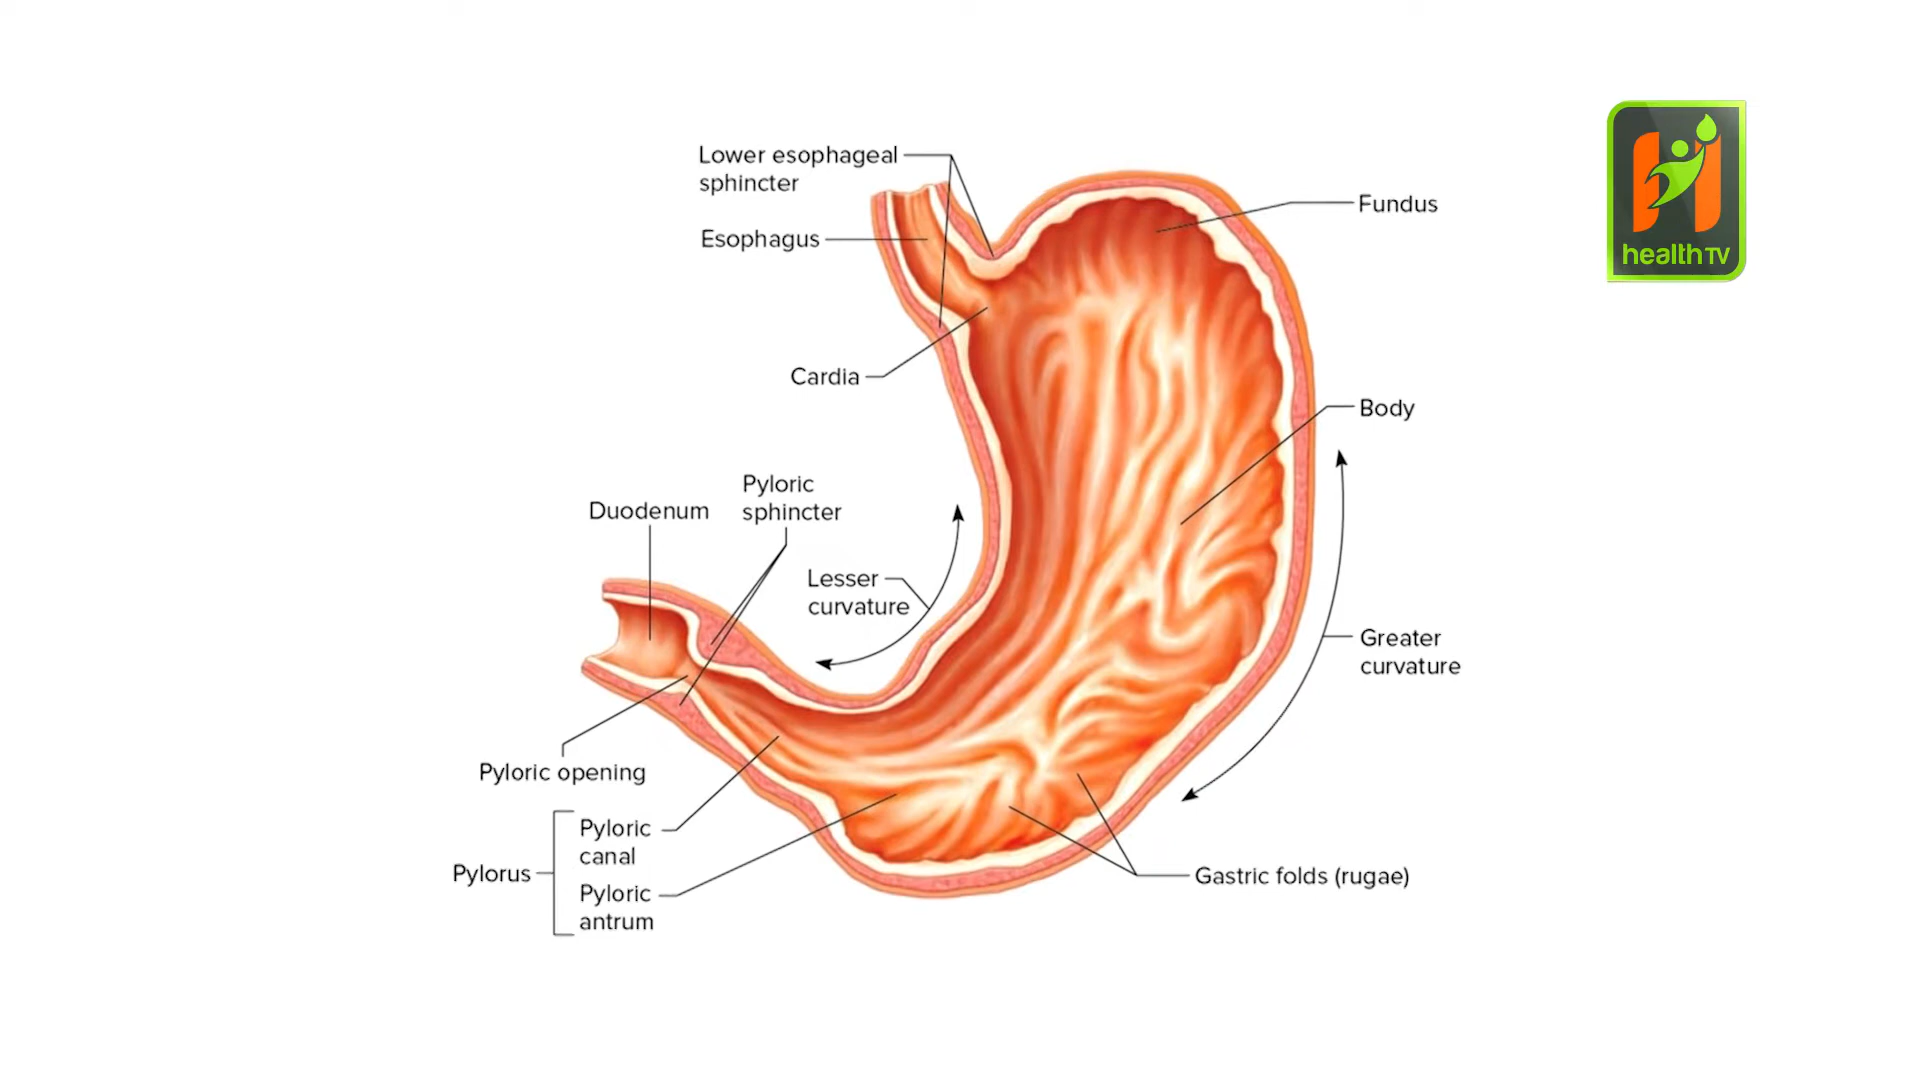 Lower esophageal
sphincter
Esophagus
Cardia
Fundus
Body
Duodenum
Pyloric
sphincter
Lesser
curvature
Greater
curvature
Pyloric opening
Pylorus
Pyloric
canal
Pyloric
antrum
Gastric folds (rugae)
H
healthTV